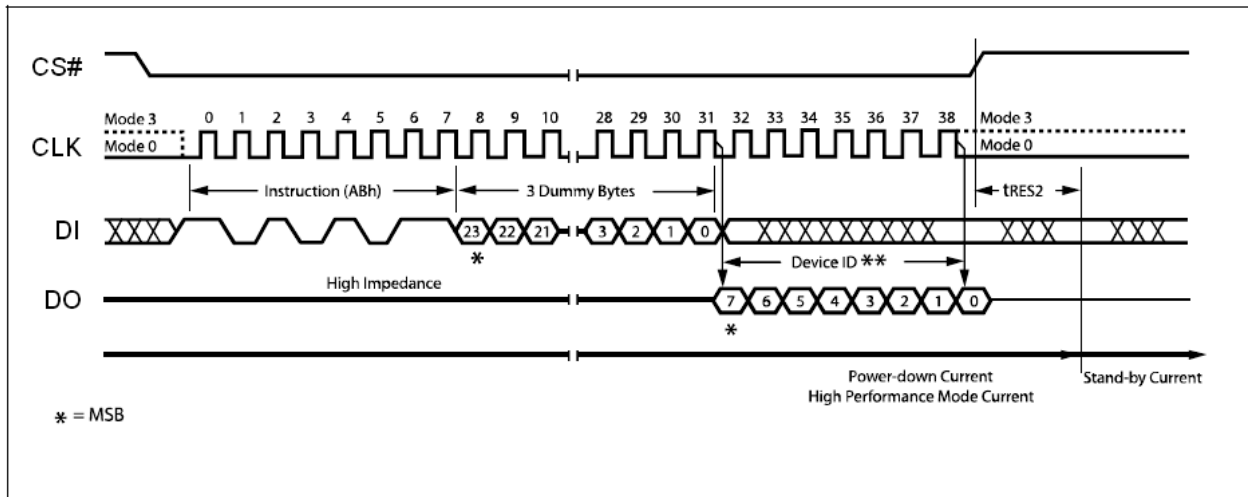 CS#
Mode 3 0 1 2 3 4 5 6 7 8 9 10 28 29 30 31 32 33 34 35 36 37 38 Mode 3
CLK Mode 0 Mode 0
Instruction (ABh) 3 Dummy Bytes tRES2
DI 23 22 21 3 2 1 0
* Device ID **
High Impedance
DO 7 6 5 4 3 2 1 0
*
Power-down Current Stand-by Current
High Performance Mode Current
* = MSB